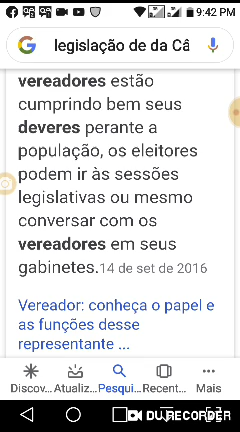 9:42 PM
legislação de da Câ
vereadores estão
cumprindo bem seus
deveres perante a
população, os eleitores
podem ir às sessões
legislativas ou mesmo
conversar com os
vereadores em seus
gabinetes. 14 de set de 2016
Vereador: conheça o papel e
as funções desse
representante ...
Discov... Atualiz... Pesqui... Recent... Mais
DU RECORDER